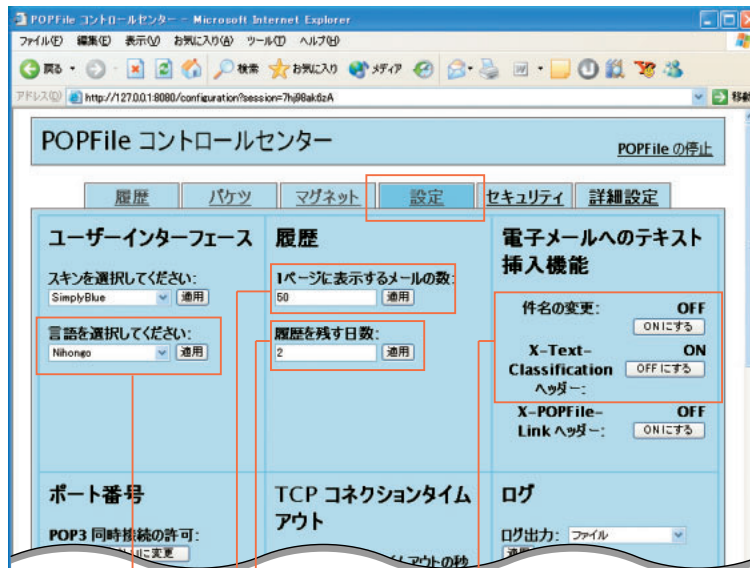 POPFile コントロールセンター - Microsoft Internet Explorer
ファイル(F) 編集(E) 表示(V) お気に入り(A) ツール(T) ヘルプ(H)
戻る 検索 お気に入り メディア
アドレス(D) http://127.0.0.1:8080/configuration?session=7hj98ak6zA 移動
POPFile コントロールセンター
POPFile の停止
履歴 バケツ マグネット 設定 セキュリティ 詳細設定
ユーザーインターフェース
スキンを選択してください:
SimplyBlue 適用
言語を選択してください:
Nihongo 適用
履歴
1ページに表示するメールの数:
50 適用
履歴を残す日数:
2 適用
電子メールへのテキスト
挿入機能
件名の変更: OFF
ONにする
X-Text- ON
Classification OFFにする
ヘッダー:
X-POPFile- OFF
Link ヘッダー: ONにする
ポート番号
POP3 同時接続の許可:
に変更
TCP コネクションタイム
アウト
ムアウトの秒
ログ
ログ出力: ファイル
適用